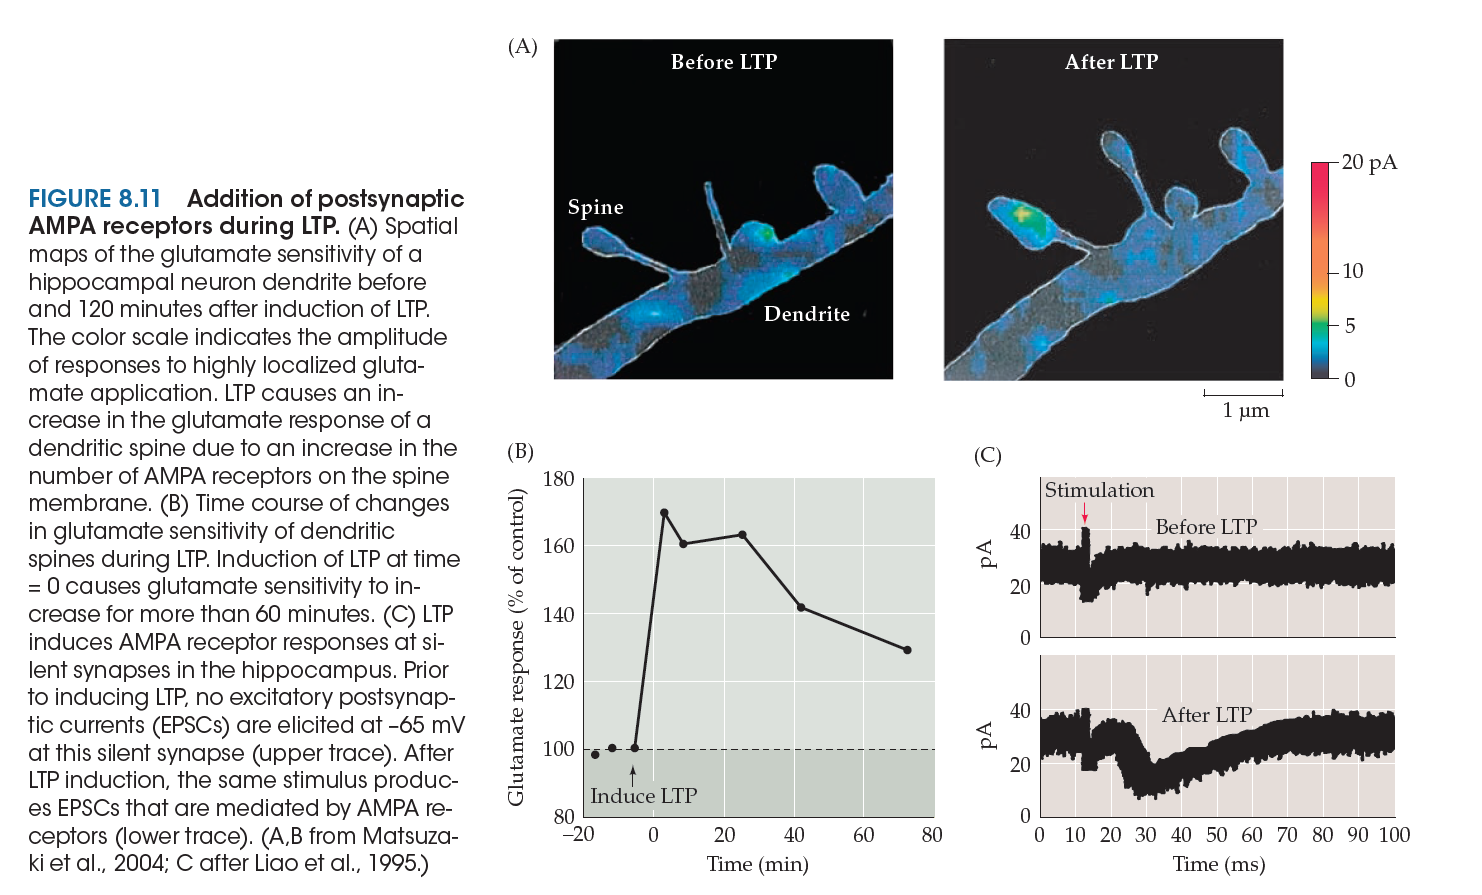 FIGURE 8.11 Addition of postsynaptic
AMPA receptors during LTP. (A) Spatial
maps of the glutamate sensitivity of a
hippocampal neuron dendrite before
and 120 minutes after induction of LTP.
The color scale indicates the amplitude
of responses to highly localized gluta-
mate application. LTP causes an in-
crease in the glutamate response of a
dendritic spine due to an increase in the
number of AMPA receptors on the spine
membrane. (B) Time course of changes
in glutamate sensitivity of dendritic
spines during LTP. Induction of LTP at time
= 0 causes glutamate sensitivity to in-
crease for more than 60 minutes. (C) LTP
induces AMPA receptor responses at si-
lent synapses in the hippocampus. Prior
to inducing LTP, no excitatory postsynap-
tic currents (EPSCs) are elicited at –65 mV
at this silent synapse (upper trace). After
LTP induction, the same stimulus produc-
es EPSCs that are mediated by AMPA re-
ceptors (lower trace). (A,B from Matsuza-
ki et al., 2004; C after Liao et al., 1995.)
(A)
Before LTP
Spine
Dendrite
After LTP
20 pA
10
5
0
1 µm
(B)
Glutamate response (% of control)
180
160
140
120
100
80
Induce LTP
–20 0 20 40 60 80
Time (min)
(C)
Stimulation
Before LTP
pA
40
20
0
After LTP
pA
40
20
0
0 10 20 30 40 50 60 70 80 90 100
Time (ms)